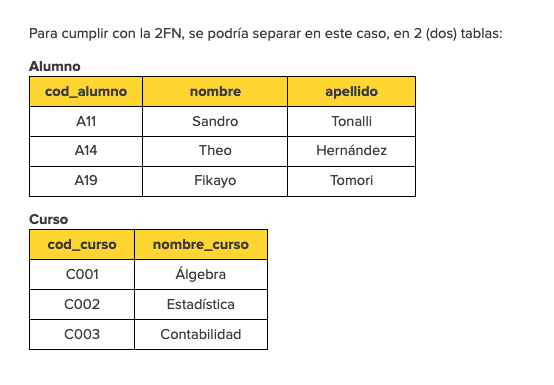 Para cumplir con la 2FN, se podría separar en este caso, en 2 (dos) tablas:
Alumno
cod_alumno nombre apellido
A11 Sandro Tonalli
A14 Theo Hernández
A19 Fikayo Tomori
Curso
cod_curso nombre_curso
C001 Álgebra
C002 Estadística
C003 Contabilidad